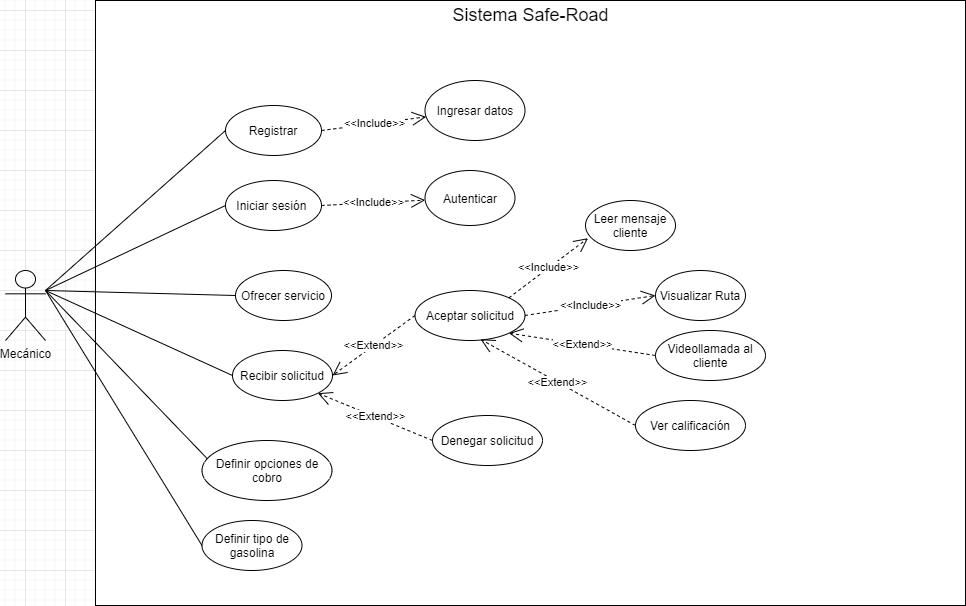 Sistema Safe-Road
Ingresar datos
<<Include>>
Registrar
Iniciar sesión
<<Include>>
Autenticar
Leer mensaje
cliente
<<Include>>
Ofrecer servicio
Aceptar solicitud
<<Include>>
Visualizar Ruta
Mecánico
<<Extend>>
<<Extend>>
Videollamada al
cliente
Recibir solicitud
<<Extend>>
<<Extend>>
Ver calificación
Denegar solicitud
Definir opciones de
cobro
Definir tipo de
gasolina